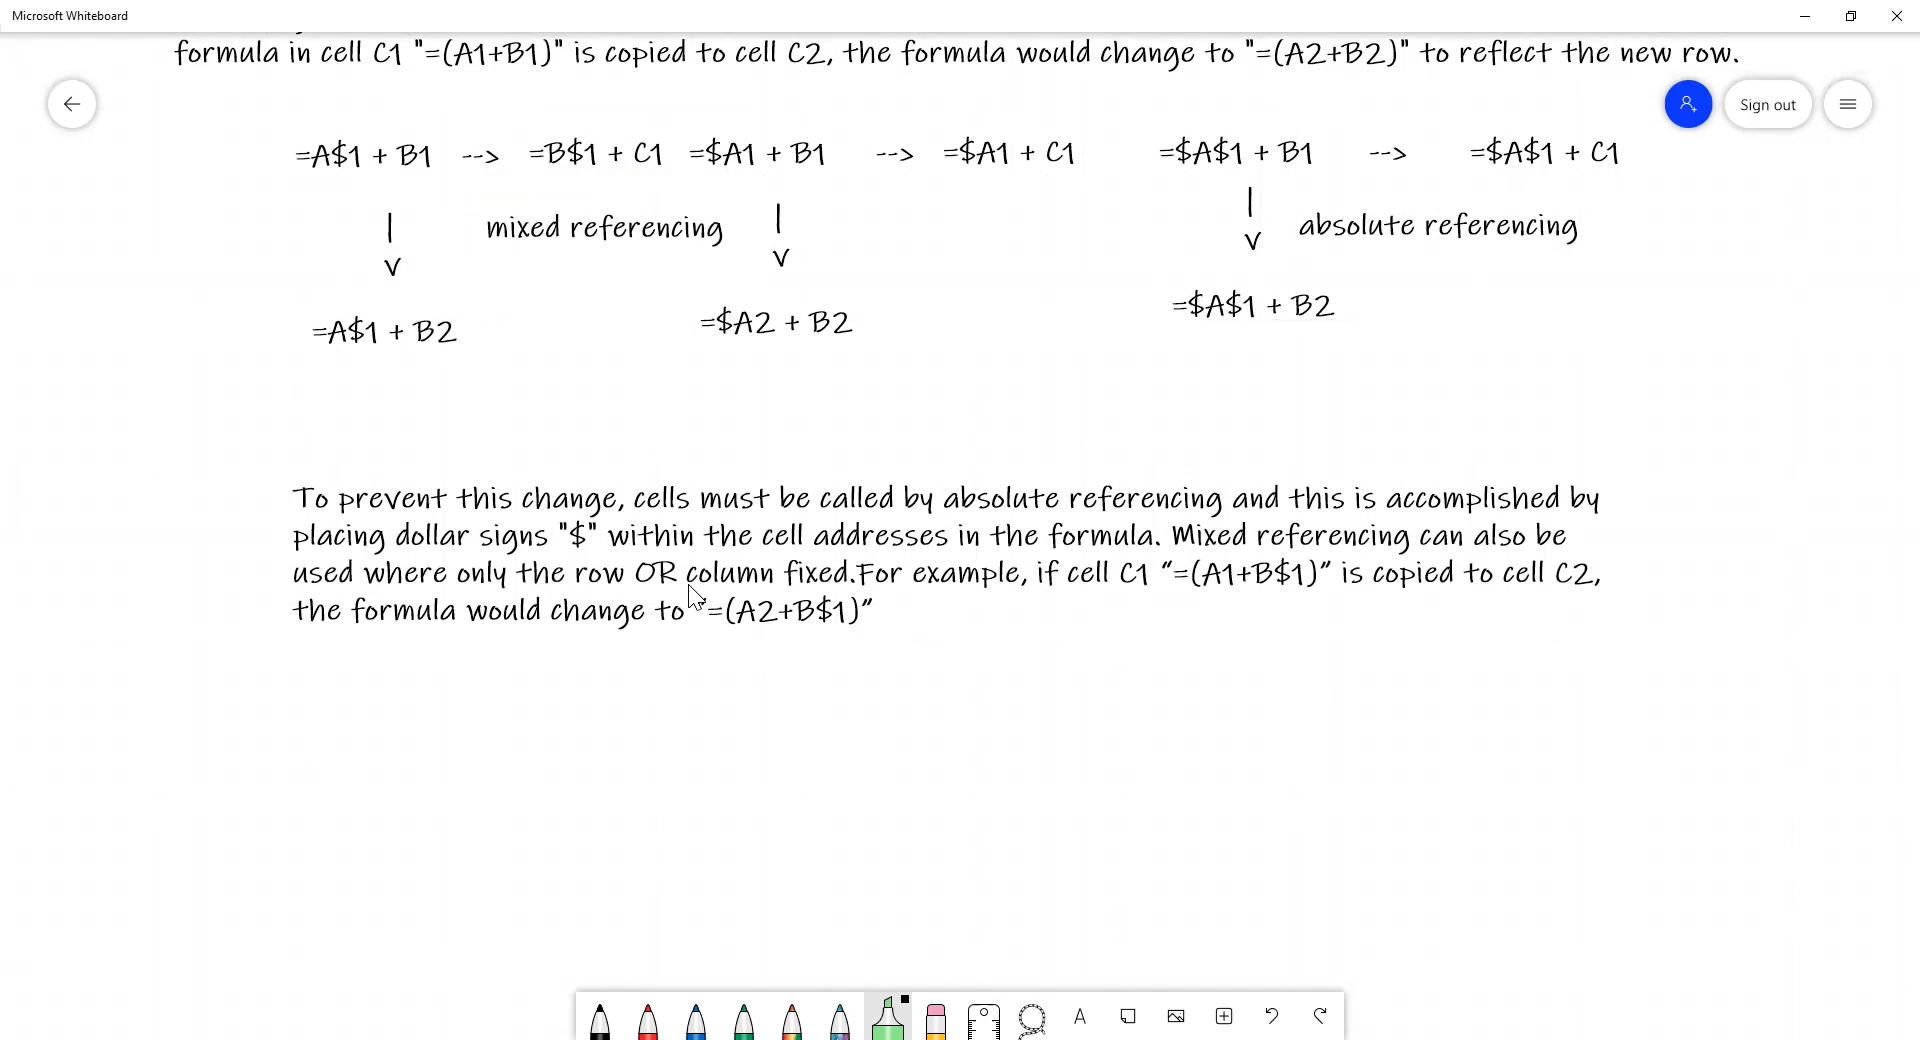 Microsoft Whiteboard
formula in cell C1 "=(A1+B1)" is copied to cell C2, the formula would change to "=(A2+B2)" to reflect the new row.
Sign out
=A$1 + B1 --> =B$1 + C1 =$A1 + B1 --> =$A1 + C1 =$A$1 + B1 --> =$A$1 + C1
| mixed referencing | | absolute referencing
v v v
=A$1 + B2 =$A2 + B2 =$A$1 + B2
To prevent this change, cells must be called by absolute referencing and this is accomplished by
placing dollar signs "$" within the cell addresses in the formula. Mixed referencing can also be
used where only the row OR column fixed.For example, if cell C1 “=(A1+B$1)” is copied to cell C2,
the formula would change to “=(A2+B$1)”
A